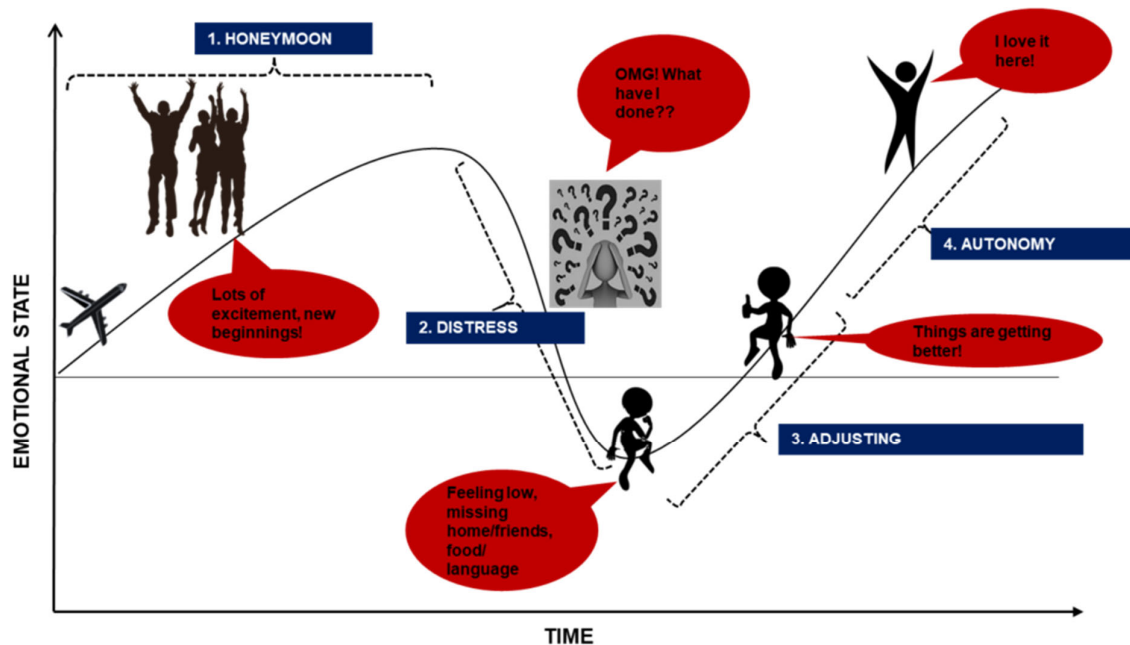 1. HONEYMOON
OMG! What
have I
done??
I love it
here!
4. AUTONOMY
Lots of
excitement, new
beginnings!
2. DISTRESS
Things are getting
better!
3. ADJUSTING
Feeling low,
missing
home/friends,
food/
language
EMOTIONAL STATE
TIME